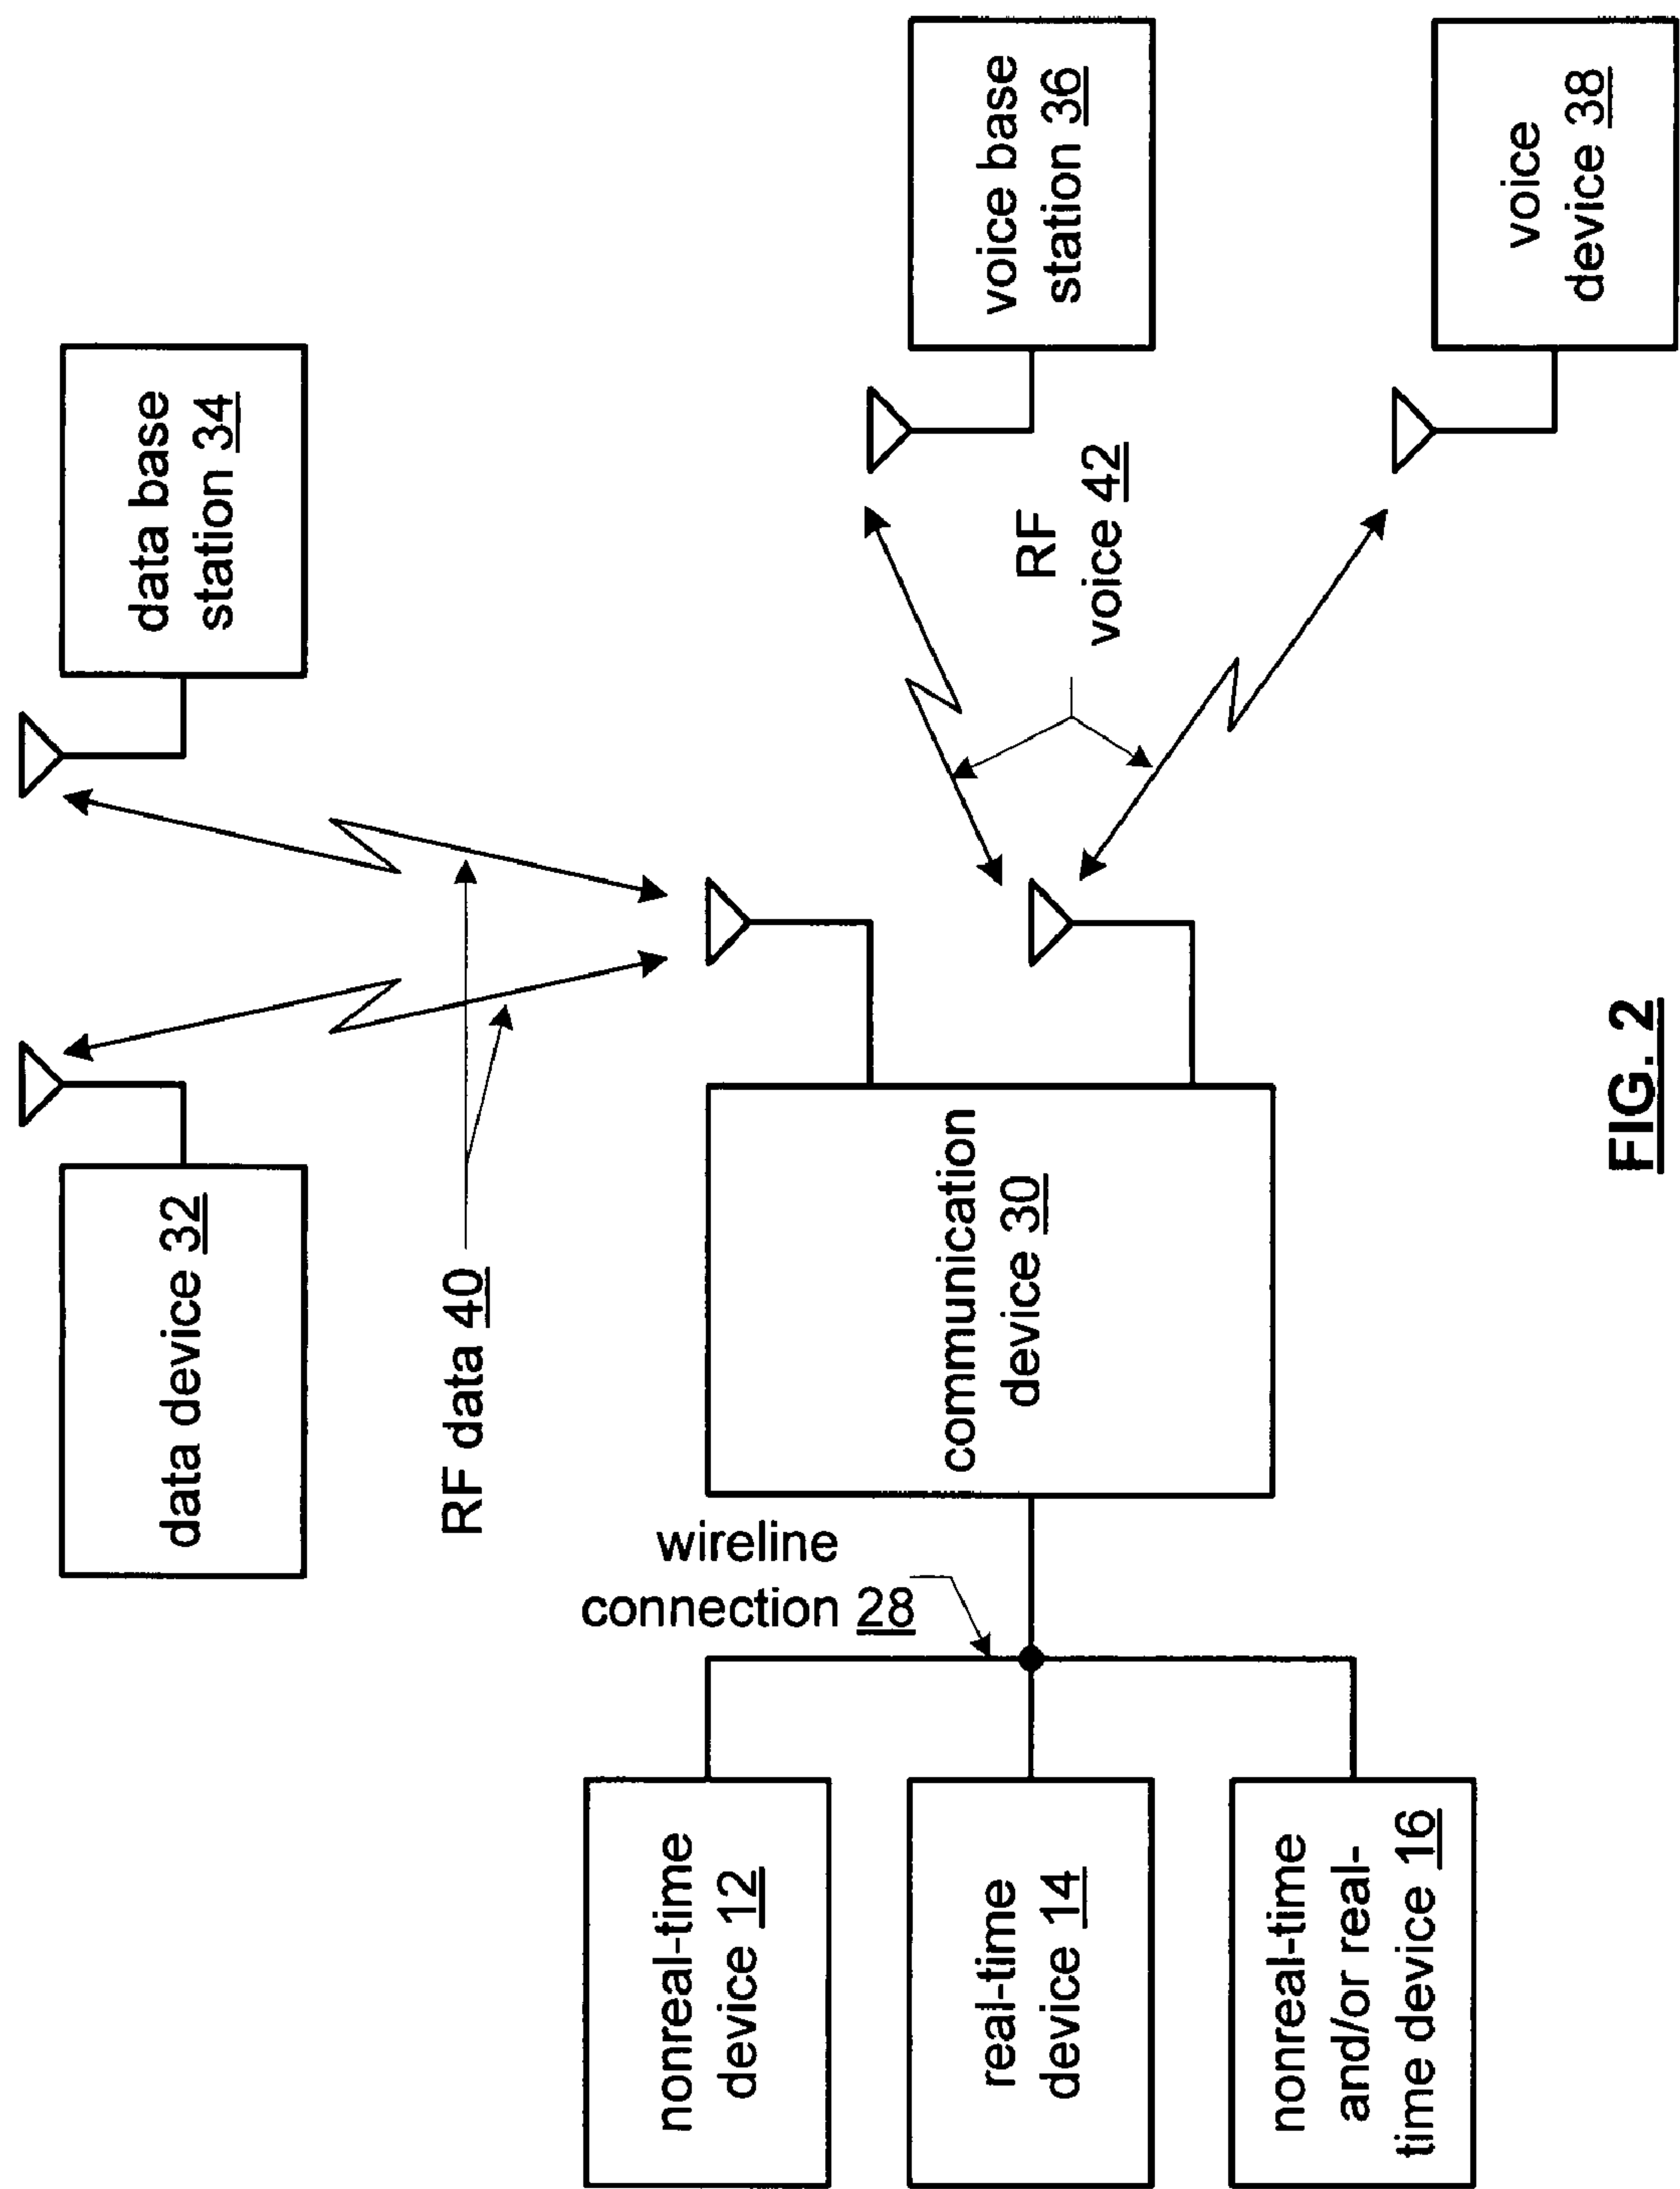 data device 32
data base
station 34
RF data 40
wireline
connection 28
nonreal-time
device 12
communication
device 30
RF
voice 42
voice base
station 36
real-time
device 14
nonreal-time
and/or real-
time device 16
voice
device 38
FIG. 2